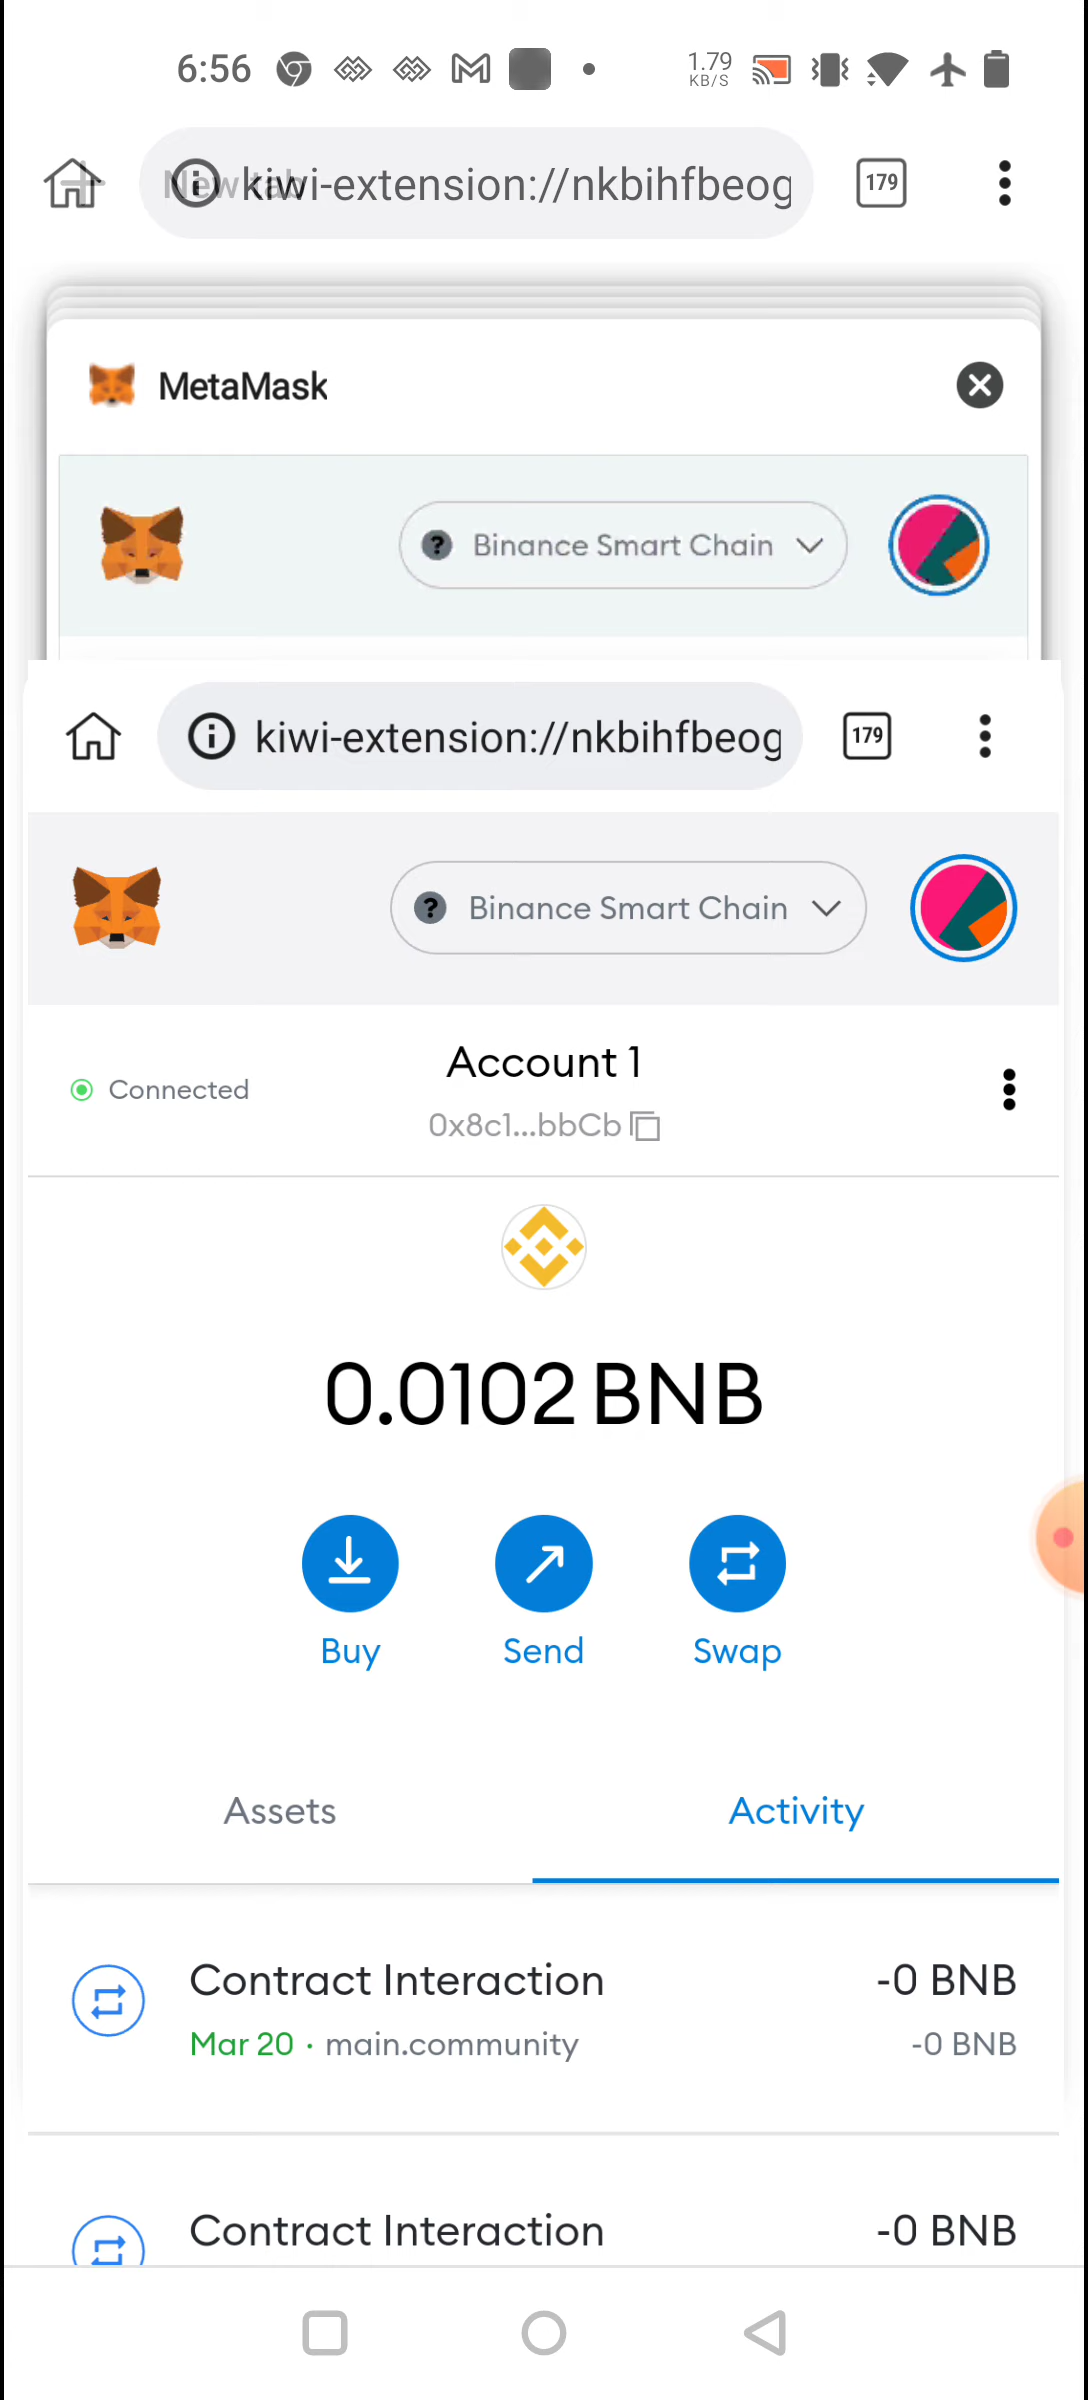 6:56
1.79
KB/S
New tab
kiwi-extension://nkbihfbeog
179
MetaMask
? Binance Smart Chain
kiwi-extension://nkbihfbeog
179
? Binance Smart Chain
Account 1
Connected
0x8c1...bbCb
0.0102 BNB
Buy Send Swap
Assets Activity
Contract Interaction -0 BNB
Mar 20 · main.community -0 BNB
Contract Interaction -0 BNB